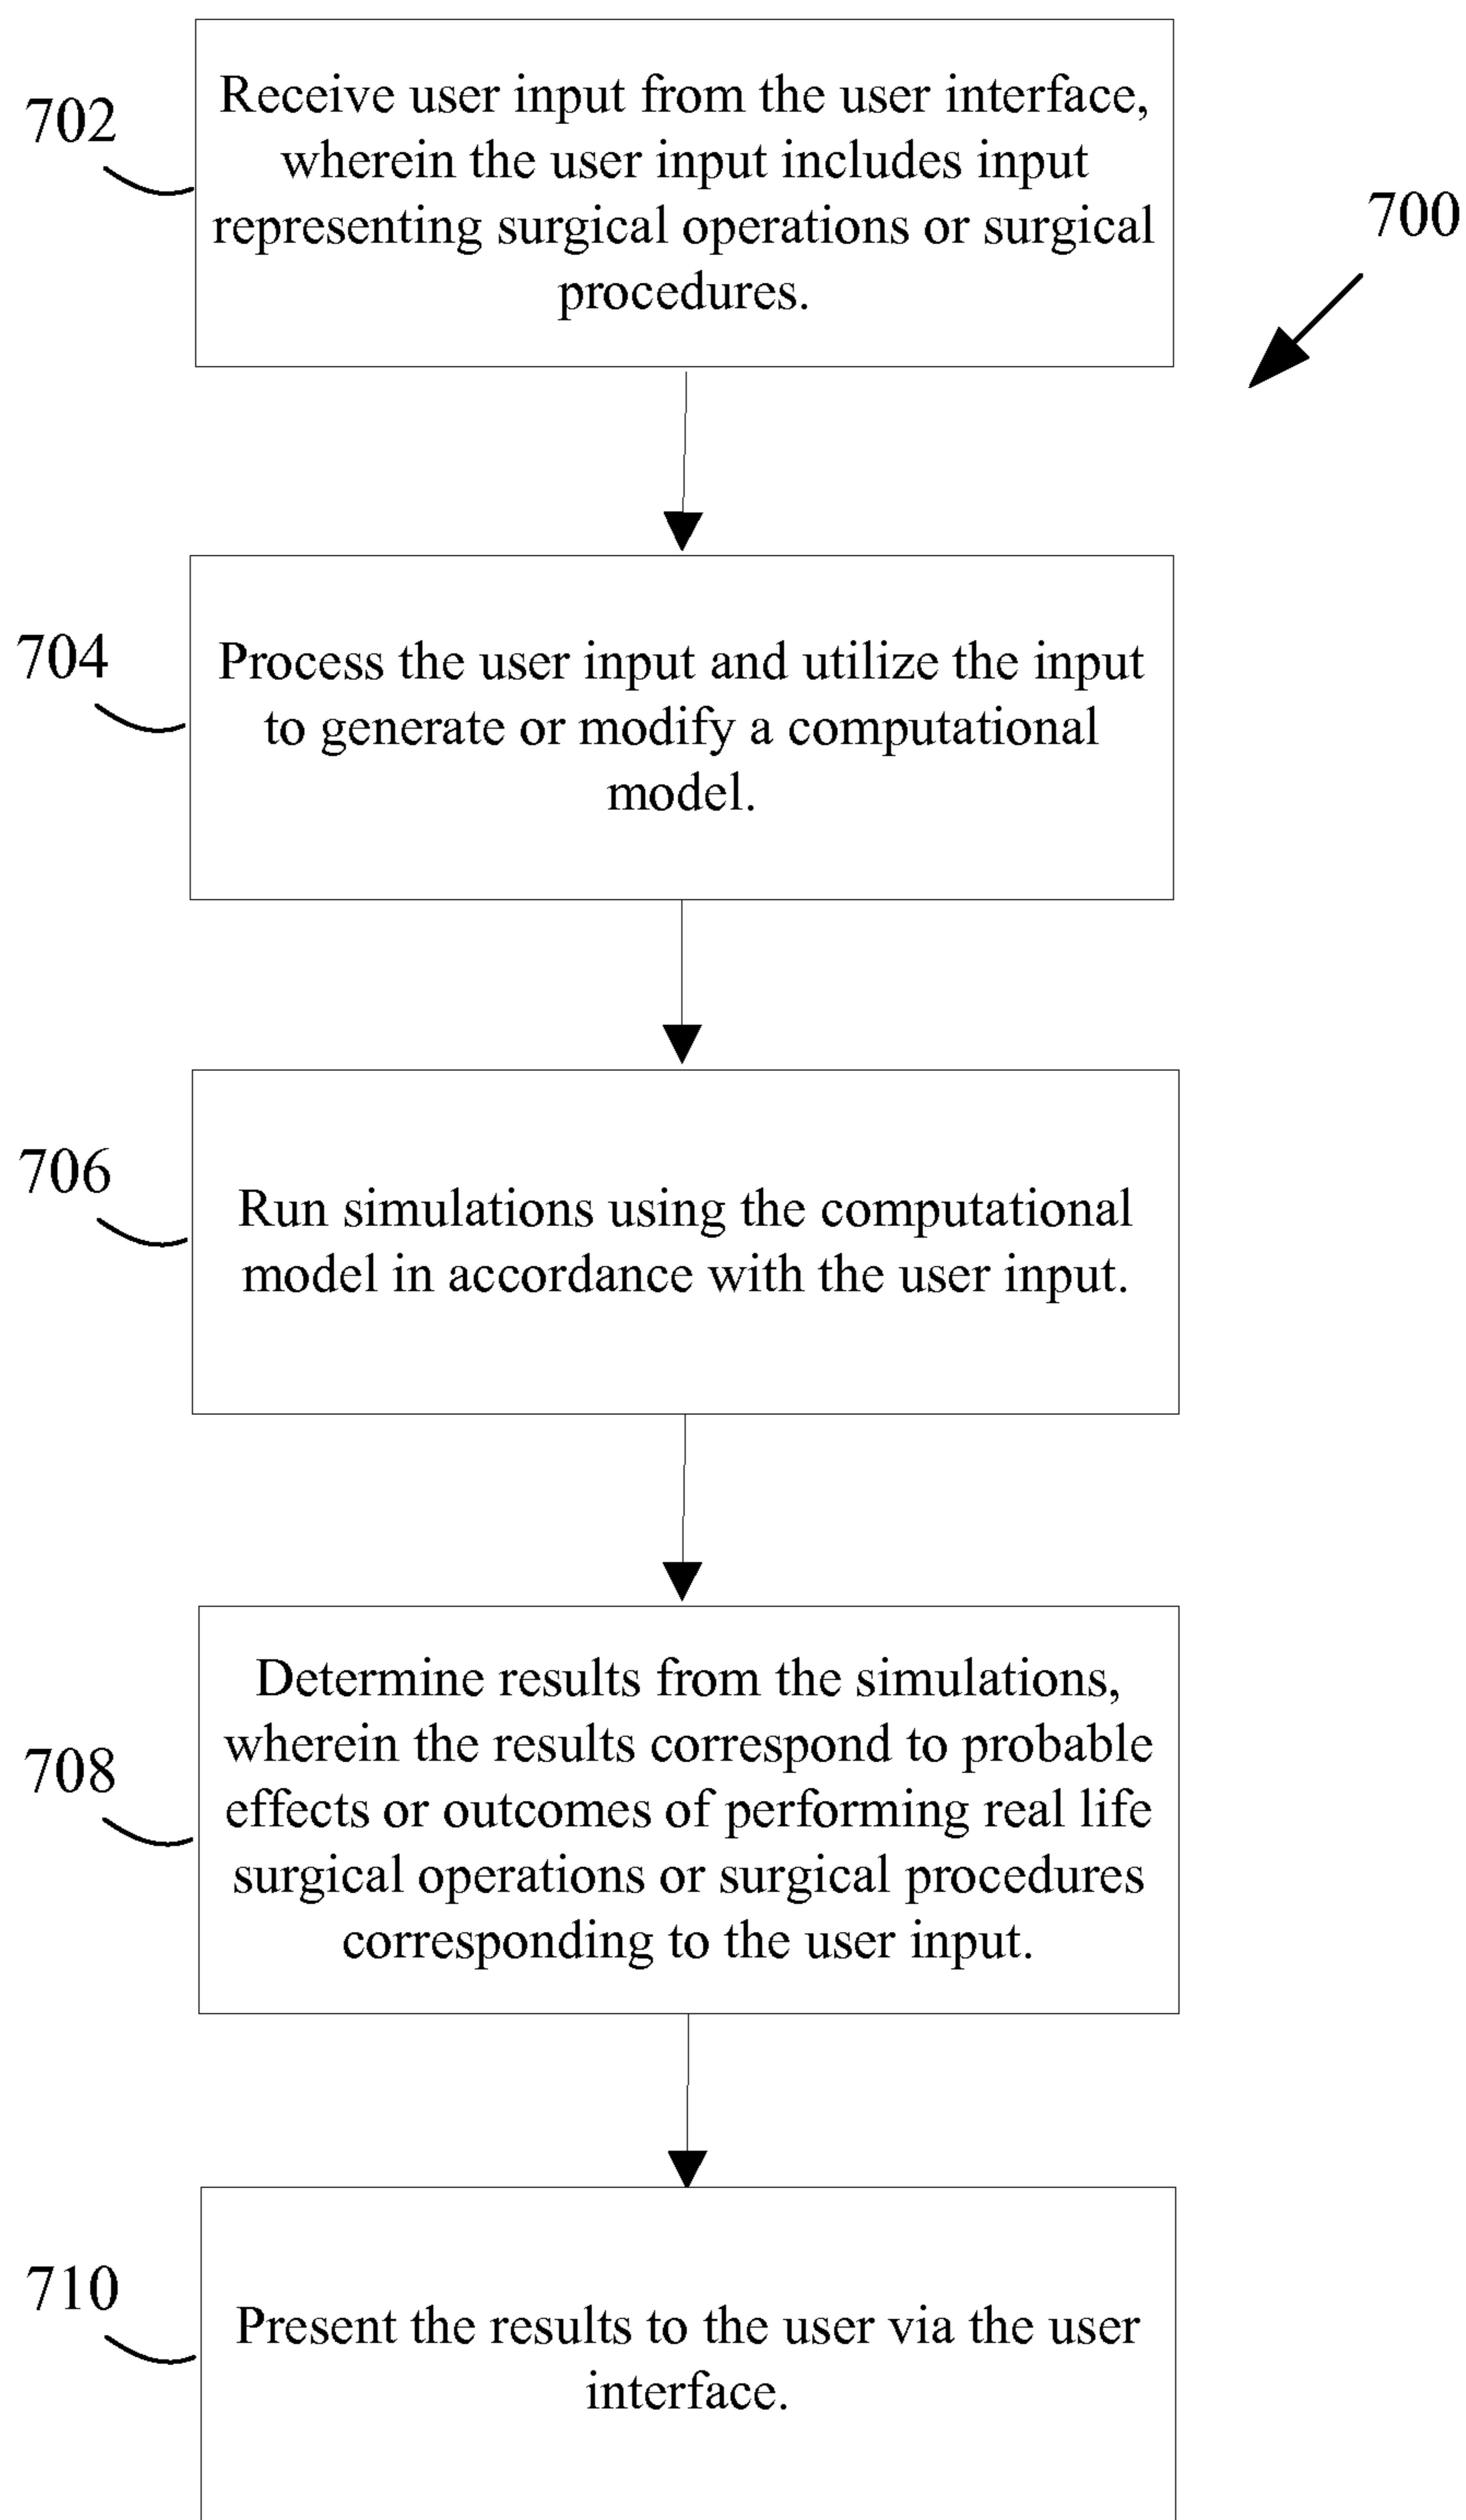 702
Receive user input from the user interface,
wherein the user input includes input
representing surgical operations or surgical
procedures.
700
704
Process the user input and utilize the input
to generate or modify a computational
model.
706
Run simulations using the computational
model in accordance with the user input.
708
Determine results from the simulations,
wherein the results correspond to probable
effects or outcomes of performing real life
surgical operations or surgical procedures
corresponding to the user input.
710
Present the results to the user via the user
interface.